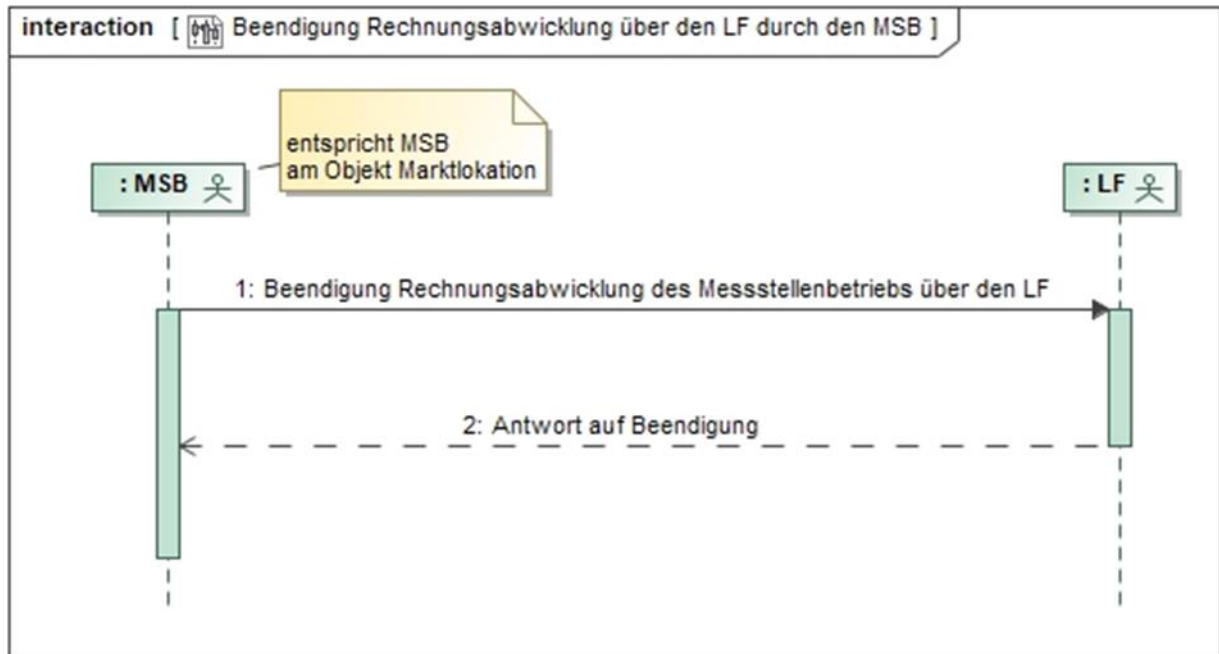 interaction [ Beendigung Rechnungsabwicklung über den LF durch den MSB ]
entspricht MSB
am Objekt Marktlokation
: MSB
: LF
1: Beendigung Rechnungsabwicklung des Messstellenbetriebs über den LF
2: Antwort auf Beendigung